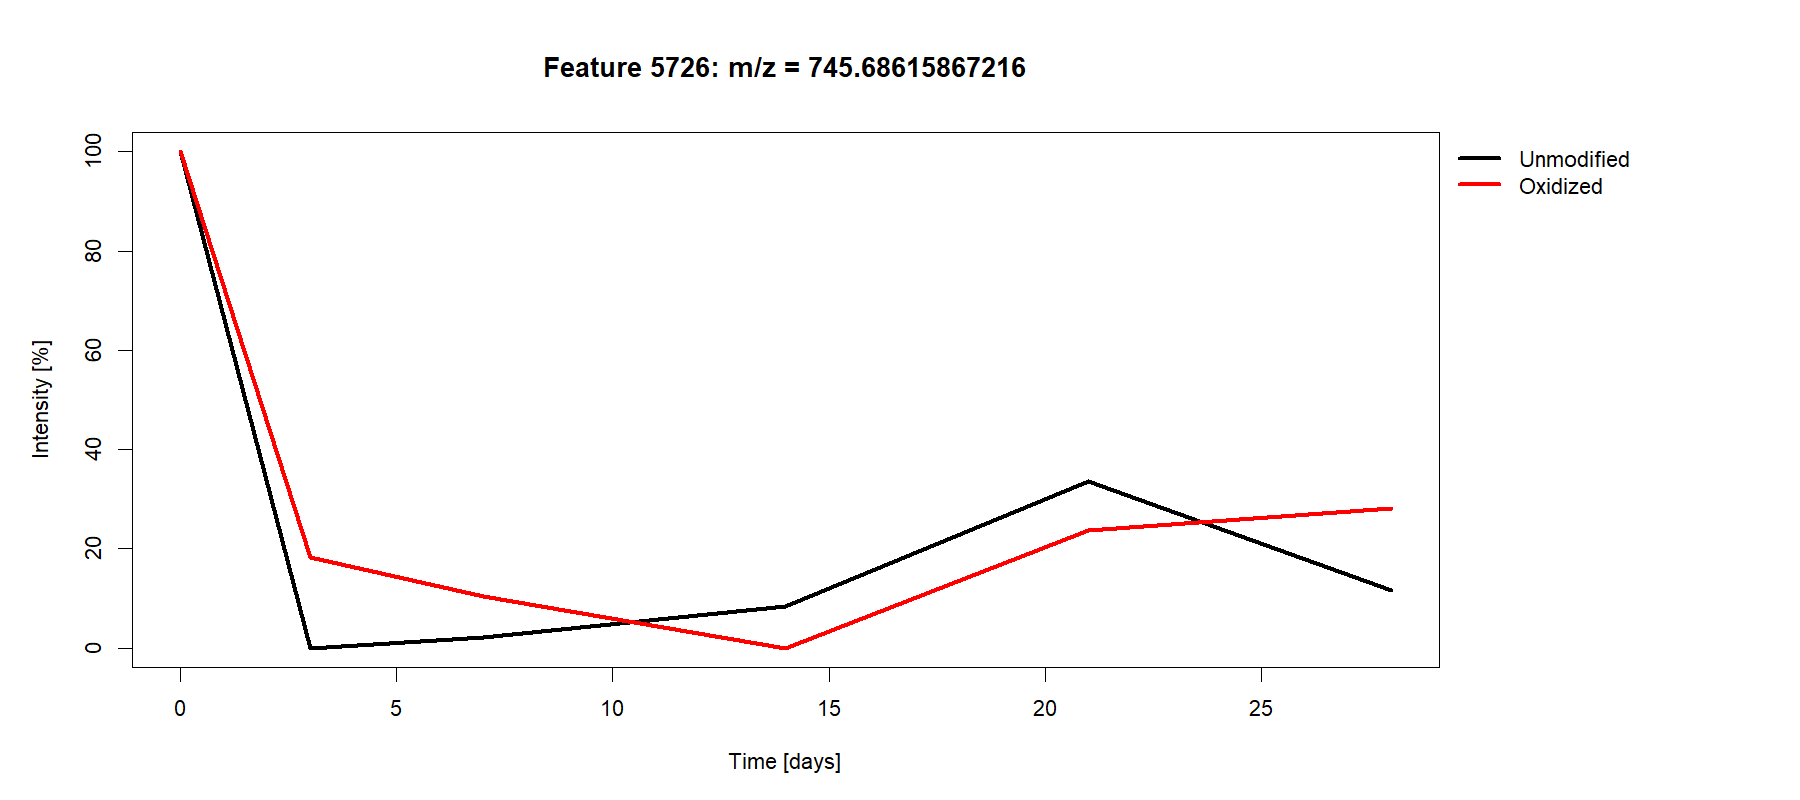 Feature 5726: m/z = 745.68615867216
Unmodified
Oxidized
Intensity [%]
100
80
60
40
20
0
0 5 10 15 20 25
Time [days]